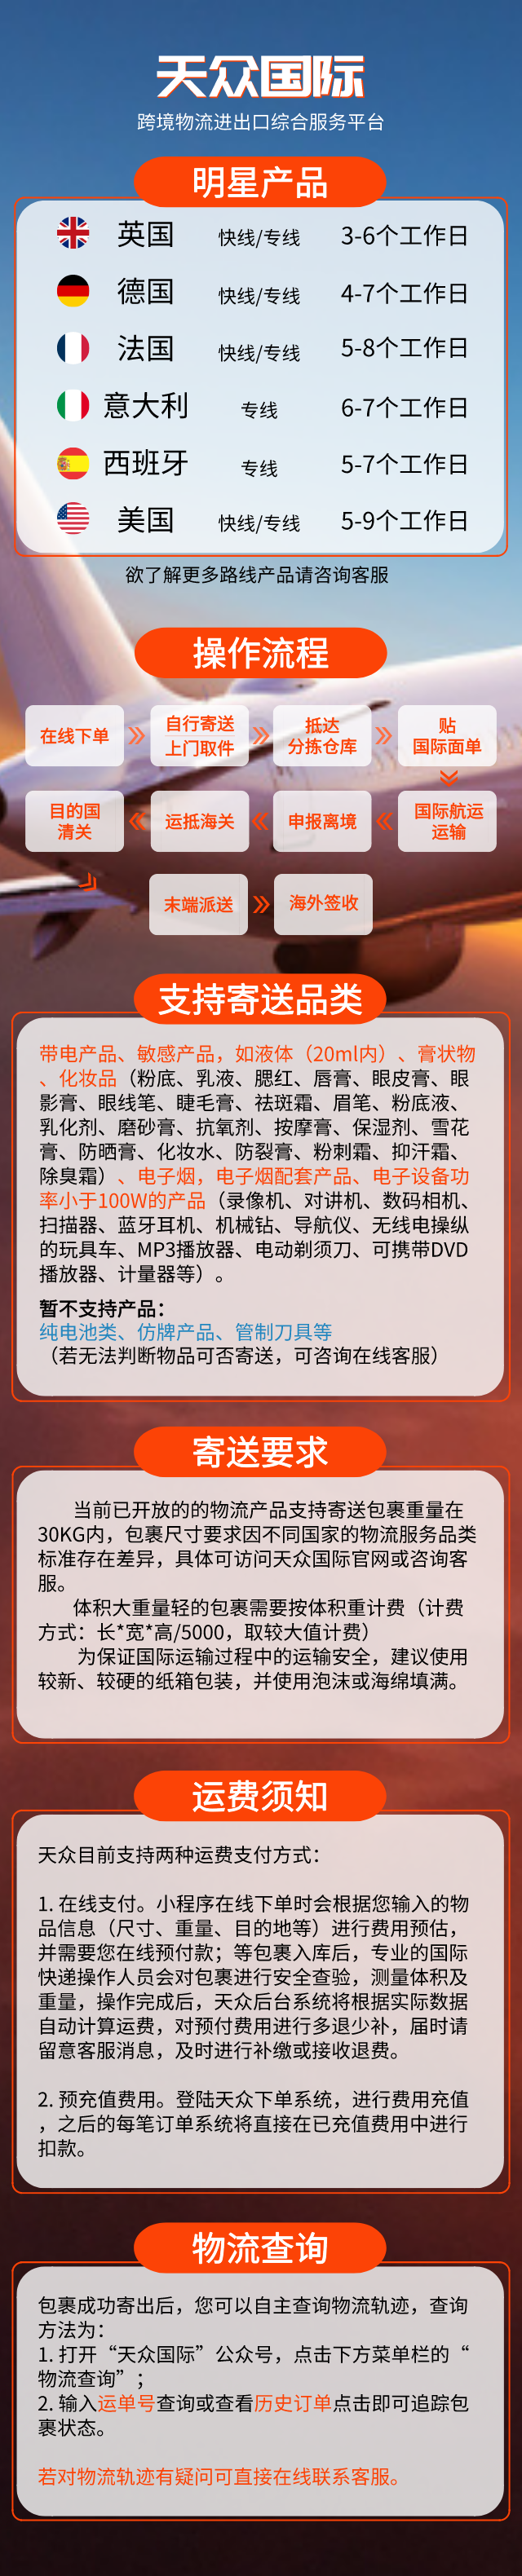 天众国际
跨境物流进出口综合服务平台
明星产品
英国 快线/专线 3-6个工作日
德国 快线/专线 4-7个工作日
法国 快线/专线 5-8个工作日
意大利 专线 6-7个工作日
西班牙 专线 5-7个工作日
美国 快线/专线 5-9个工作日
欲了解更多路线产品请咨询客服
操作流程
在线下单
自行寄送
上门取件
抵达
分拣仓库
贴
国际面单
国际航运
运输
申报离境
运抵海关
目的国
清关
末端派送
海外签收
支持寄送品类
带电产品、敏感产品，如液体（20ml内）、膏状物
、化妆品（粉底、乳液、腮红、唇膏、眼皮膏、眼
影膏、眼线笔、睫毛膏、祛斑霜、眉笔、粉底液、
乳化剂、磨砂膏、抗氧剂、按摩膏、保湿剂、雪花
膏、防晒膏、化妆水、防裂膏、粉刺霜、抑汗霜、
除臭霜）、电子烟，电子烟配套产品、电子设备功
率小于100W的产品（录像机、对讲机、数码相机、
扫描器、蓝牙耳机、机械钻、导航仪、无线电操纵
的玩具车、MP3播放器、电动剃须刀、可携带DVD
播放器、计量器等）。
暂不支持产品：
纯电池类、仿牌产品、管制刀具等
（若无法判断物品可否寄送，可咨询在线客服）
寄送要求
当前已开放的的物流产品支持寄送包裹重量在
30KG内，包裹尺寸要求因不同国家的物流服务品类
标准存在差异，具体可访问天众国际官网或咨询客
服。
体积大重量轻的包裹需要按体积重计费（计费
方式：长*宽*高/5000，取较大值计费）
为保证国际运输过程中的运输安全，建议使用
较新、较硬的纸箱包装，并使用泡沫或海绵填满。
运费须知
天众目前支持两种运费支付方式：
1. 在线支付。小程序在线下单时会根据您输入的物
品信息（尺寸、重量、目的地等）进行费用预估，
并需要您在线预付款；等包裹入库后，专业的国际
快递操作人员会对包裹进行安全查验，测量体积及
重量，操作完成后，天众后台系统将根据实际数据
自动计算运费，对预付费用进行多退少补，届时请
留意客服消息，及时进行补缴或接收退费。
2. 预充值费用。登陆天众下单系统，进行费用充值
，之后的每笔订单系统将直接在已充值费用中进行
扣款。
物流查询
包裹成功寄出后，您可以自主查询物流轨迹，查询
方法为：
1. 打开“天众国际”公众号，点击下方菜单栏的“
物流查询”；
2. 输入运单号查询或查看历史订单点击即可追踪包
裹状态。
若对物流轨迹有疑问可直接在线联系客服。